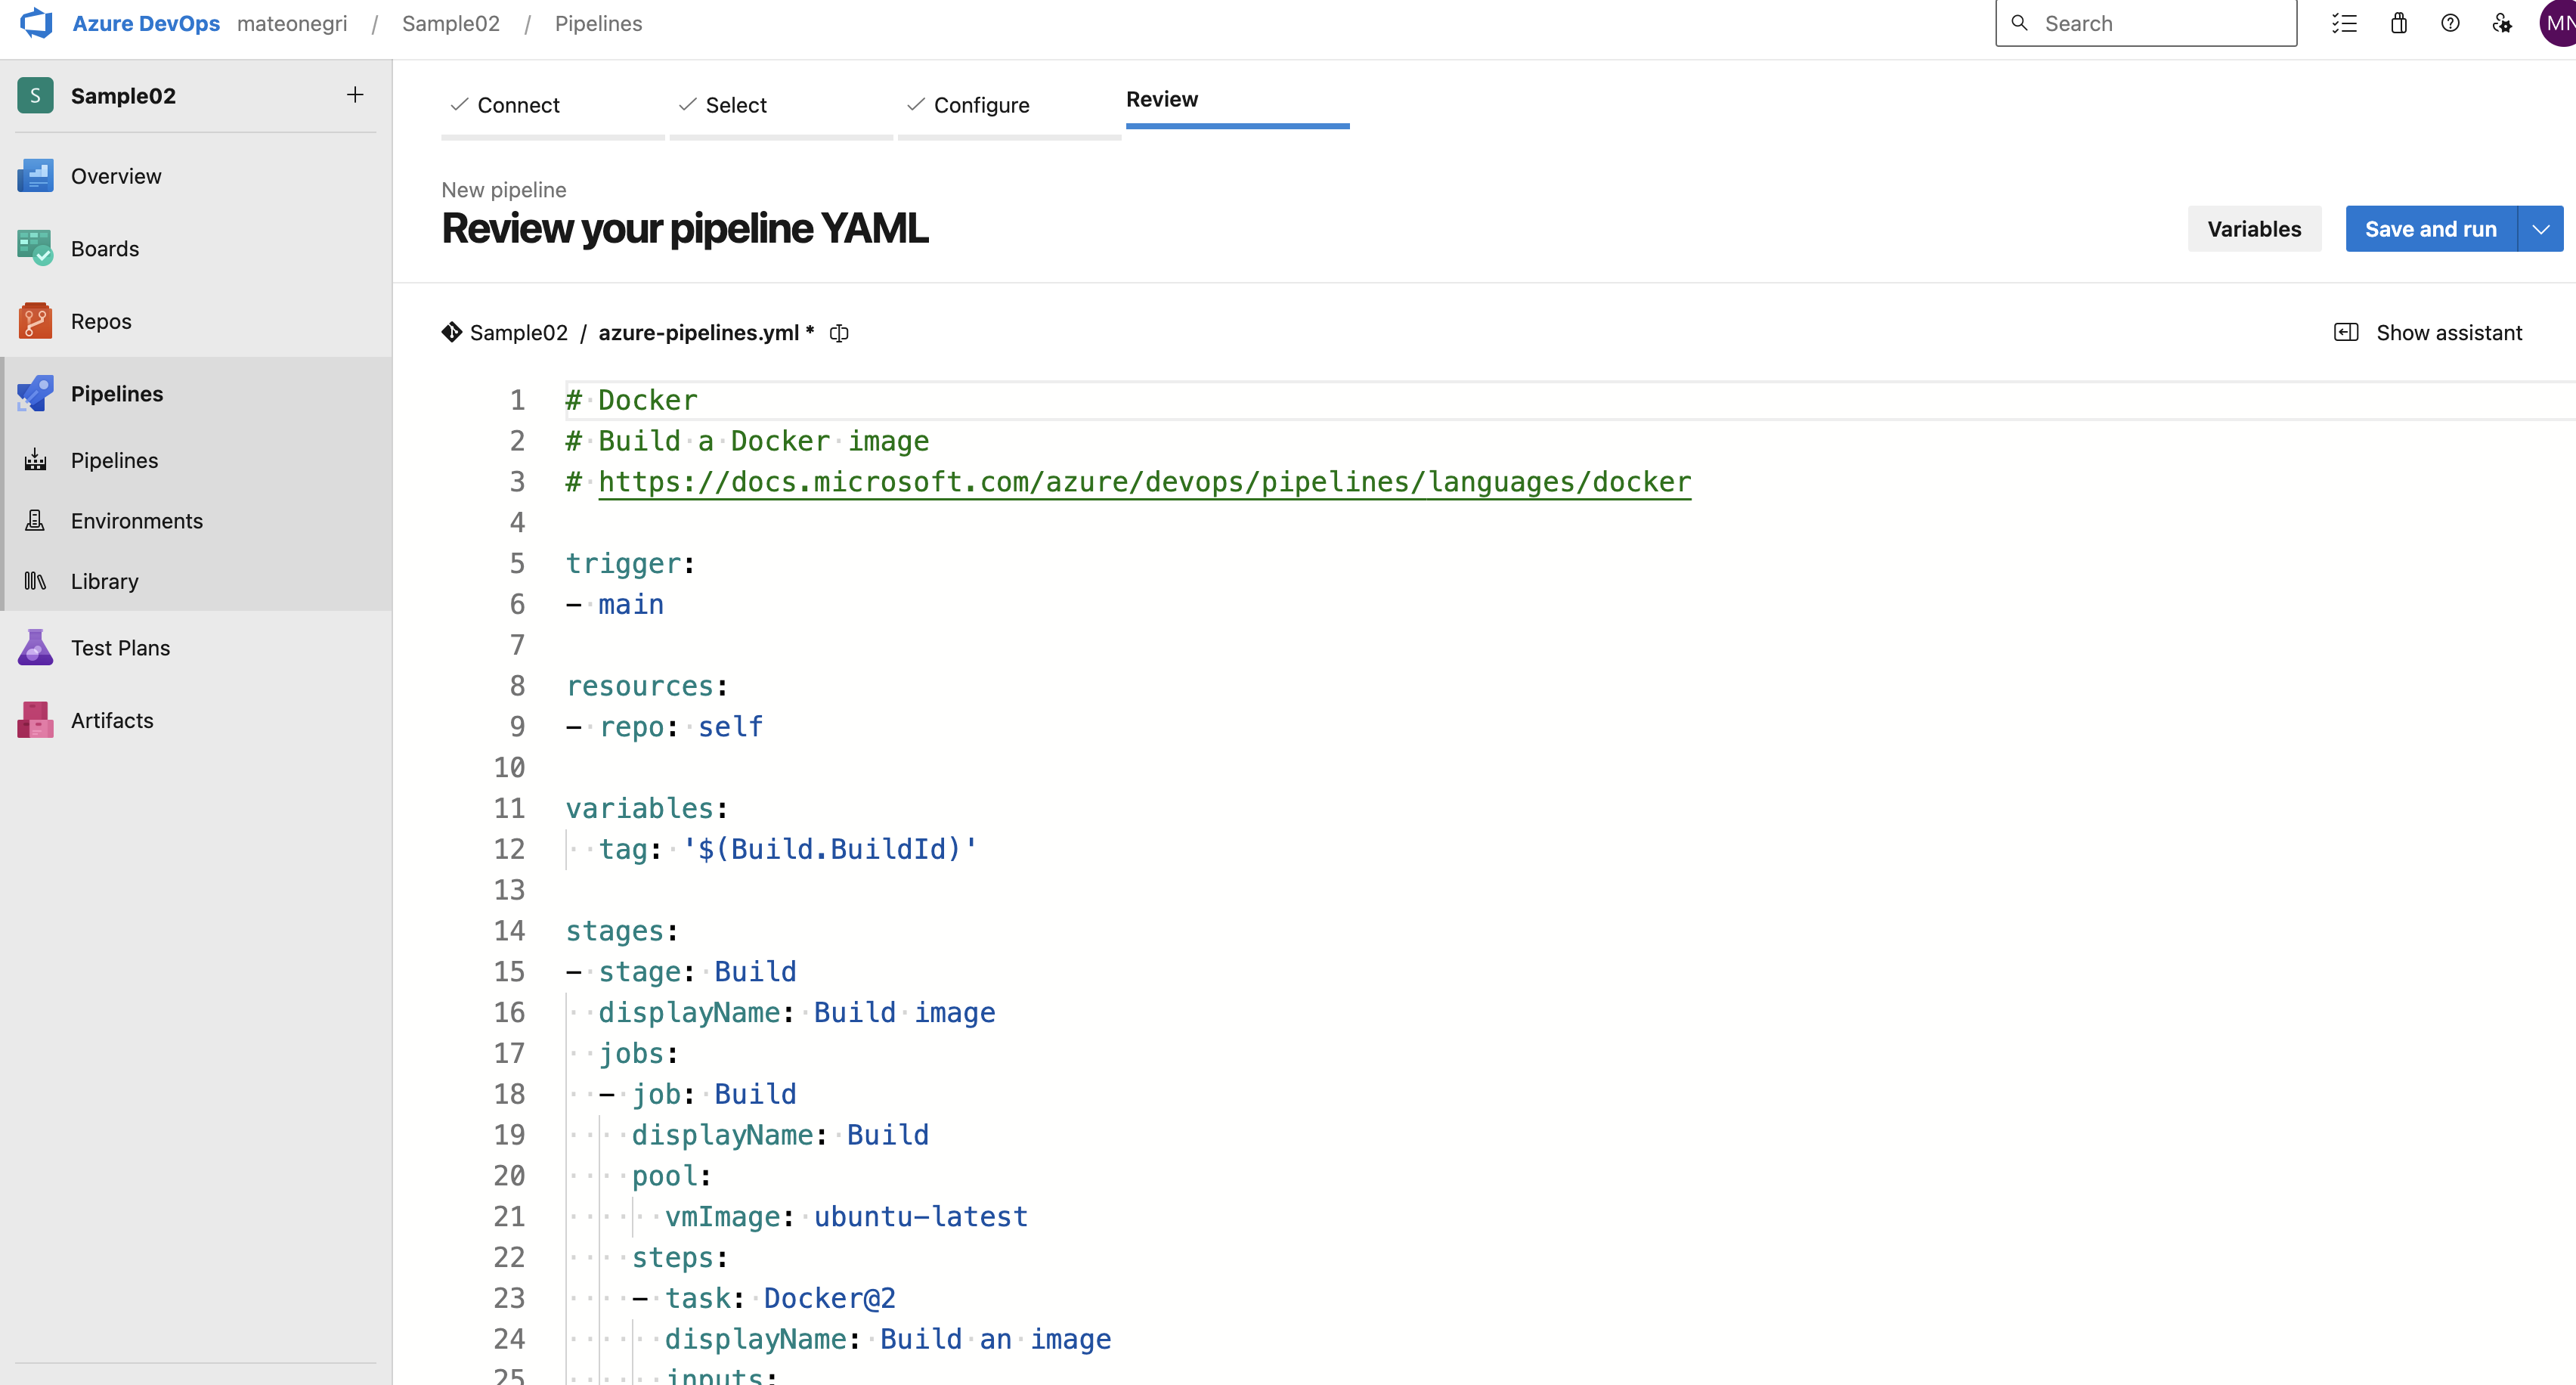 Azure DevOps mateonegri / Sample02 / Pipelines
Search
MN
S Sample02 +
Overview
Boards
Repos
Pipelines
Pipelines
Environments
Library
Test Plans
Artifacts
Connect
Select
Configure
Review
New pipeline
Review your pipeline YAML
Variables
Save and run
Sample02 / azure-pipelines.yml *
Show assistant
1 # Docker
2 # Build a Docker image
3 # https://docs.microsoft.com/azure/devops/pipelines/languages/docker
4
5 trigger:
6 - main
7
8 resources:
9 - repo: self
10
11 variables:
12   tag: '$(Build.BuildId)'
13
14 stages:
15 - stage: Build
16   displayName: Build image
17   jobs:
18   - job: Build
19     displayName: Build
20     pool:
21       vmImage: ubuntu-latest
22     steps:
23     - task: Docker@2
24       displayName: Build an image
25       inputs: